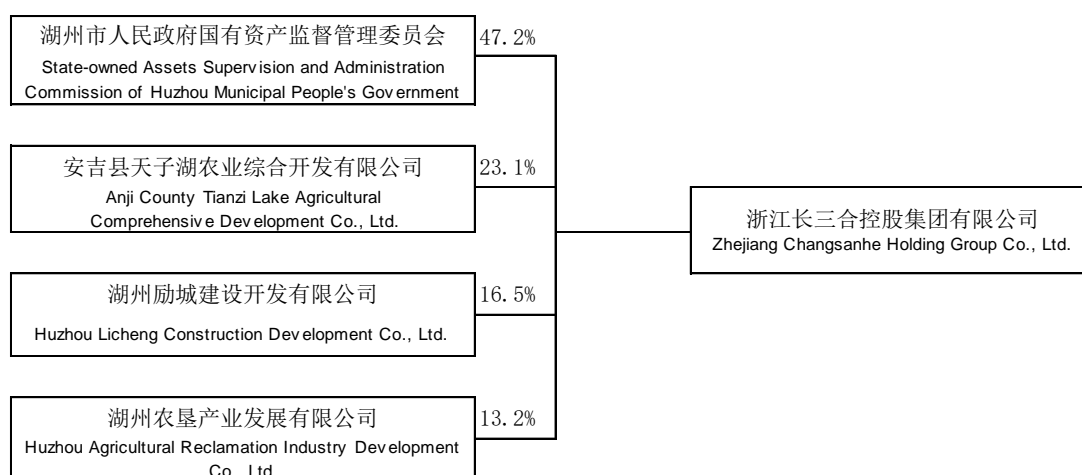 湖州市人民政府国有资产监督管理委员会
State-owned Assets Supervision and Administration
Commission of Huzhou Municipal People's Government
47.2%
安吉县天子湖农业综合开发有限公司
Anji County Tianzi Lake Agricultural
Comprehensive Development Co., Ltd.
23.1%
浙江长三合控股集团有限公司
Zhejiang Changsanhe Holding Group Co., Ltd.
湖州励城建设开发有限公司
Huzhou Licheng Construction Development Co., Ltd.
16.5%
湖州农垦产业发展有限公司
Huzhou Agricultural Reclamation Industry Development
Co., Ltd.
13.2%